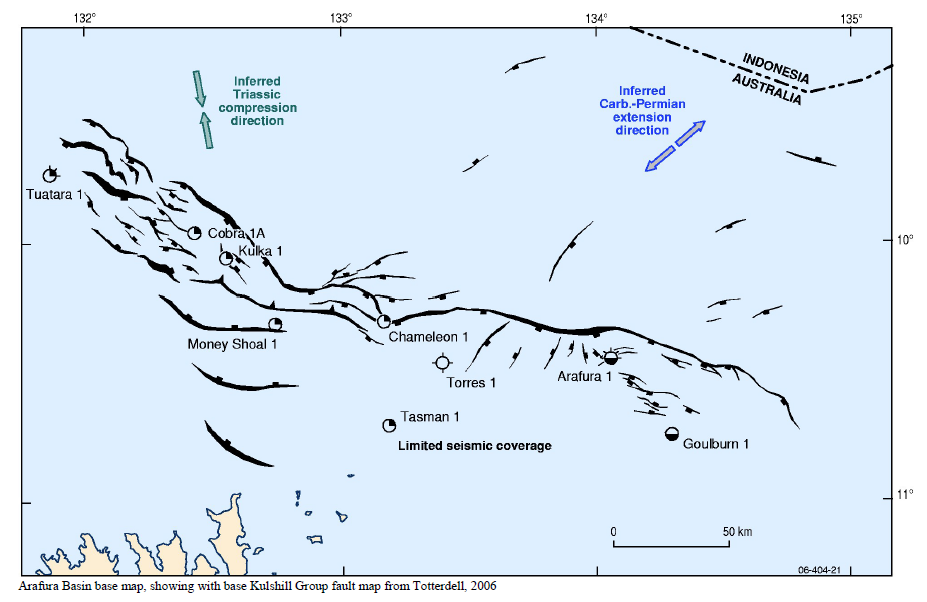 132°
133°
134°
135°
INDONESIA
AUSTRALIA
Inferred
Triassic
compression
direction
Inferred
Carb.-Permian
extension
direction
Tuatara 1
Cobra 1A
10°
Kulka 1
Money Shoal 1
Chameleon 1
Torres 1
Arafura 1
Tasman 1
Limited seismic coverage
Goulburn 1
11°
0
50 km
06-404-21
Arafura Basin base map, showing with base Kulshill Group fault map from Totterdell, 2006